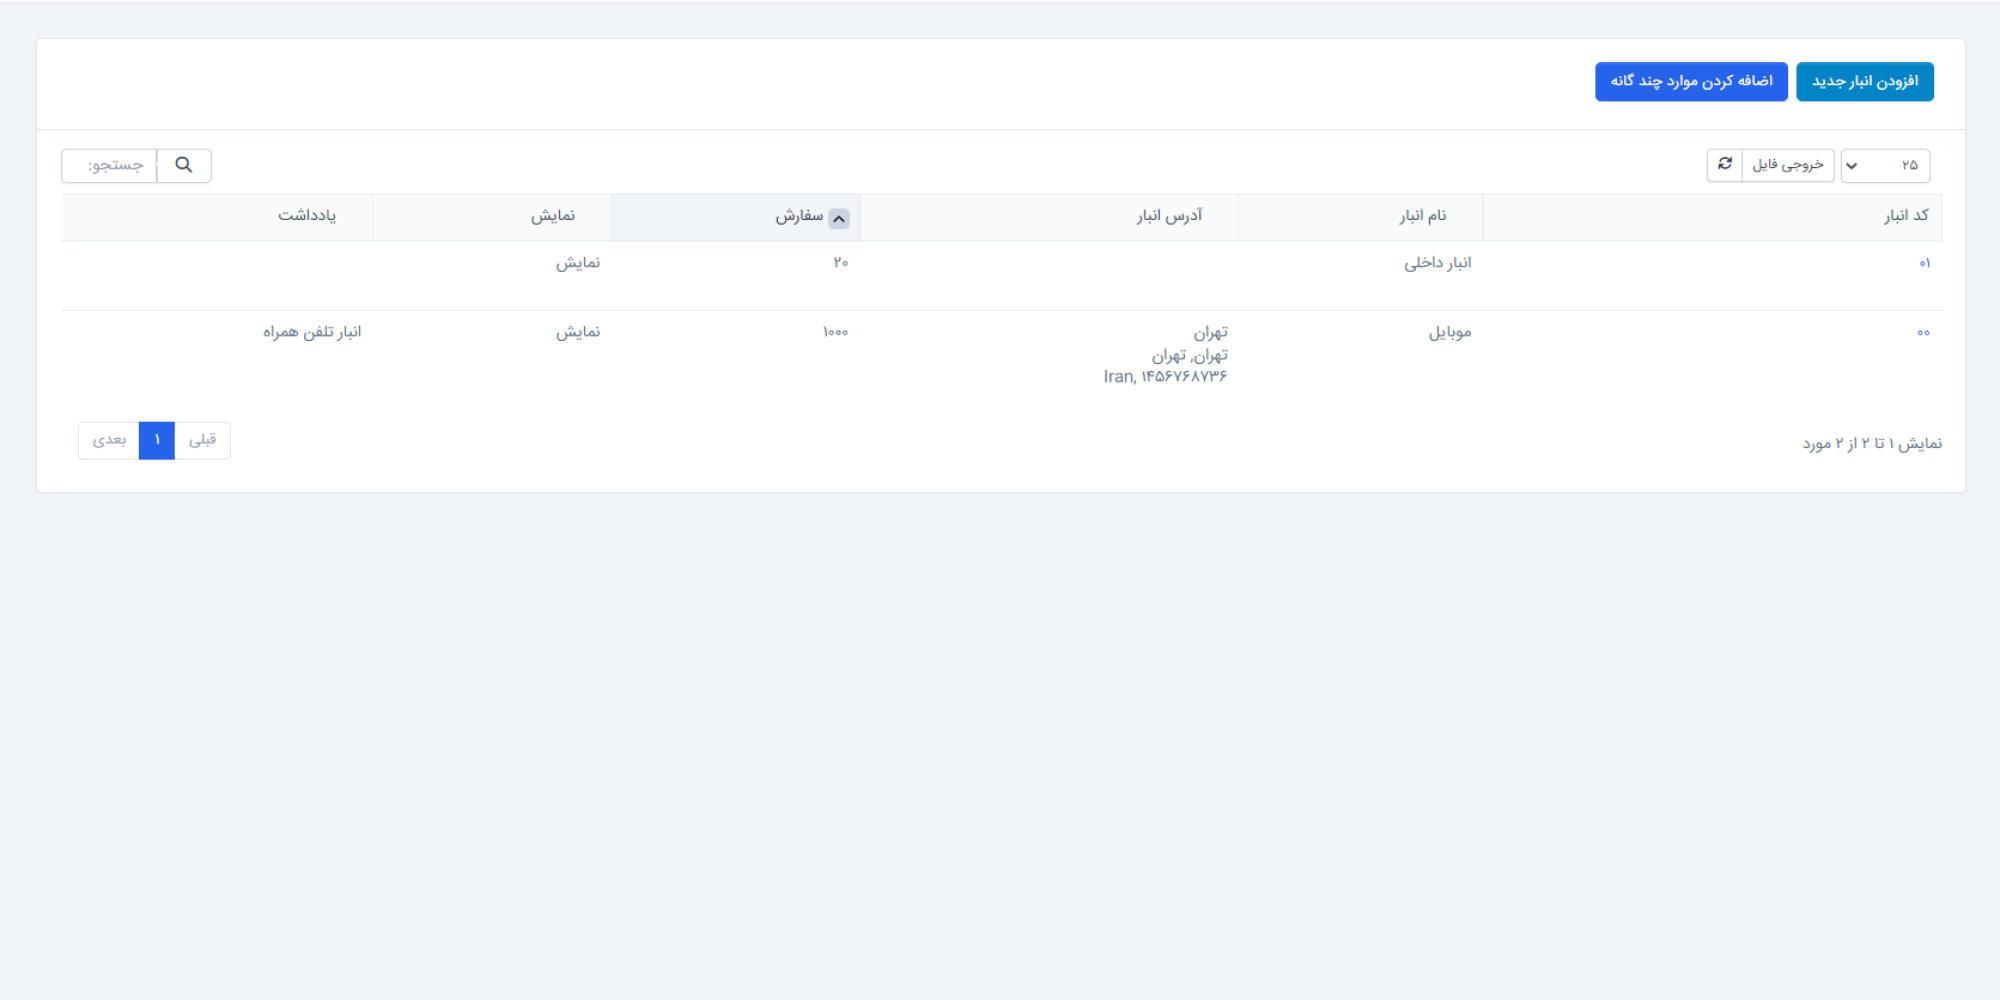 افزودن انبار جدید
اضافه کردن موارد چند گانه
۲۵
خروجی فایل
جستجو:
کد انبار
نام انبار
آدرس انبار
سفارش
نمایش
یادداشت
۰۱
انبار داخلی
۲۰
نمایش
۰۰
موبایل
تهران
تهران, تهران
Iran, ۱۴۵۶۷۶۸۷۳۶
۱۰۰۰
نمایش
انبار تلفن همراه
نمایش ۱ تا ۲ از ۲ مورد
قبلی
۱
بعدی